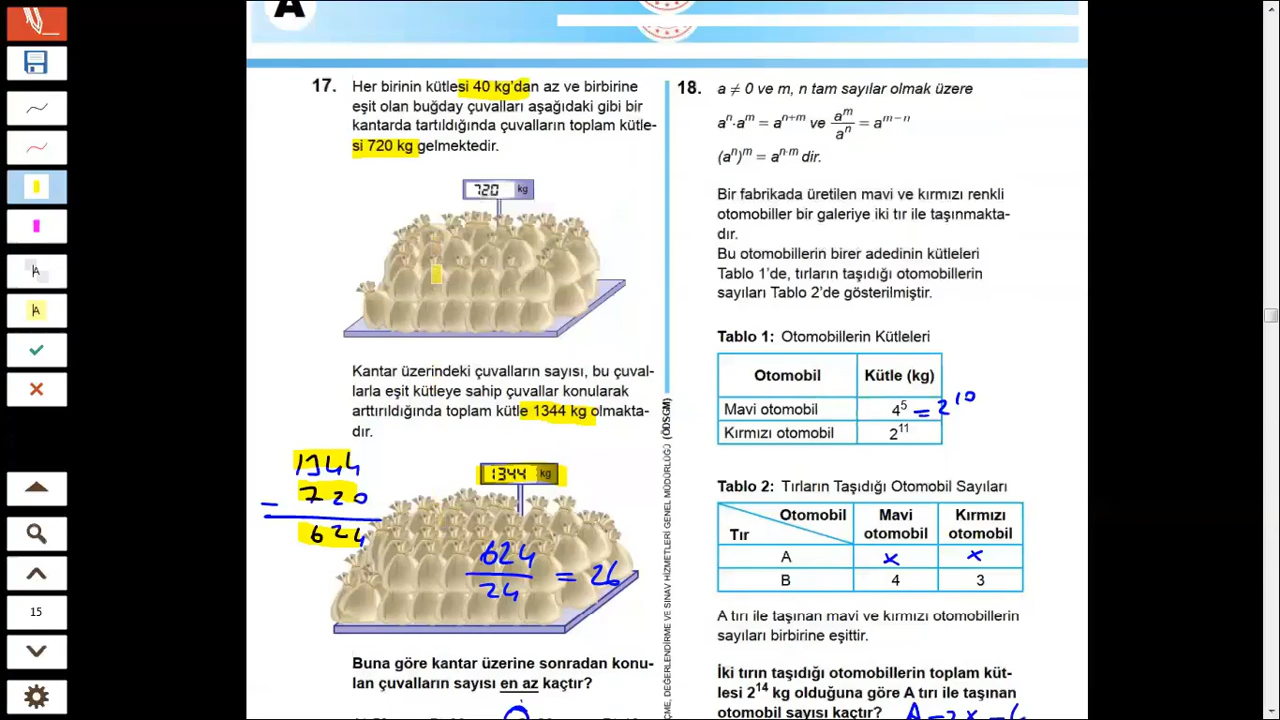 A
17. Her birinin kütlesi 40 kg'dan az ve birbirine
eşit olan buğday çuvalları aşağıdaki gibi bir
kantarda tartıldığında çuvalların toplam kütle-
si 720 kg gelmektedir.
720 kg
Kantar üzerindeki çuvalların sayısı, bu çuval-
larla eşit kütleye sahip çuvallar konularak
arttırıldığında toplam kütle 1344 kg olmakta-
dır.
1344 kg
1344
- 720
624
624/24 = 26
Buna göre kantar üzerine sonradan konu-
lan çuvalların sayısı en az kaçtır?
ÇME, DEĞERLENDİRME VE SINAV HİZMETLERİ GENEL MÜDÜRLÜĞÜ (ÖDSGM)
18. a ≠ 0 ve m, n tam sayılar olmak üzere
aⁿ·aᵐ = aⁿ⁺ᵐ ve aᵐ/aⁿ = aᵐ⁻ⁿ
(aⁿ)ᵐ = aⁿ·ᵐ dir.
Bir fabrikada üretilen mavi ve kırmızı renkli
otomobiller bir galeriye iki tır ile taşınmakta-
dır.
Bu otomobillerin birer adedinin kütleleri
Tablo 1'de, tırların taşıdığı otomobillerin
sayıları Tablo 2'de gösterilmiştir.
Tablo 1: Otomobillerin Kütleleri
Otomobil Kütle (kg)
Mavi otomobil 4⁵ = 2¹⁰
Kırmızı otomobil 2¹¹
Tablo 2: Tırların Taşıdığı Otomobil Sayıları
Otomobil Tır Mavi otomobil Kırmızı otomobil
A x x
B 4 3
A tırı ile taşınan mavi ve kırmızı otomobillerin
sayıları birbirine eşittir.
İki tırın taşıdığı otomobillerin toplam küt-
lesi 2¹⁴ kg olduğuna göre A tırı ile taşınan
otomobil sayısı kaçtır?
15